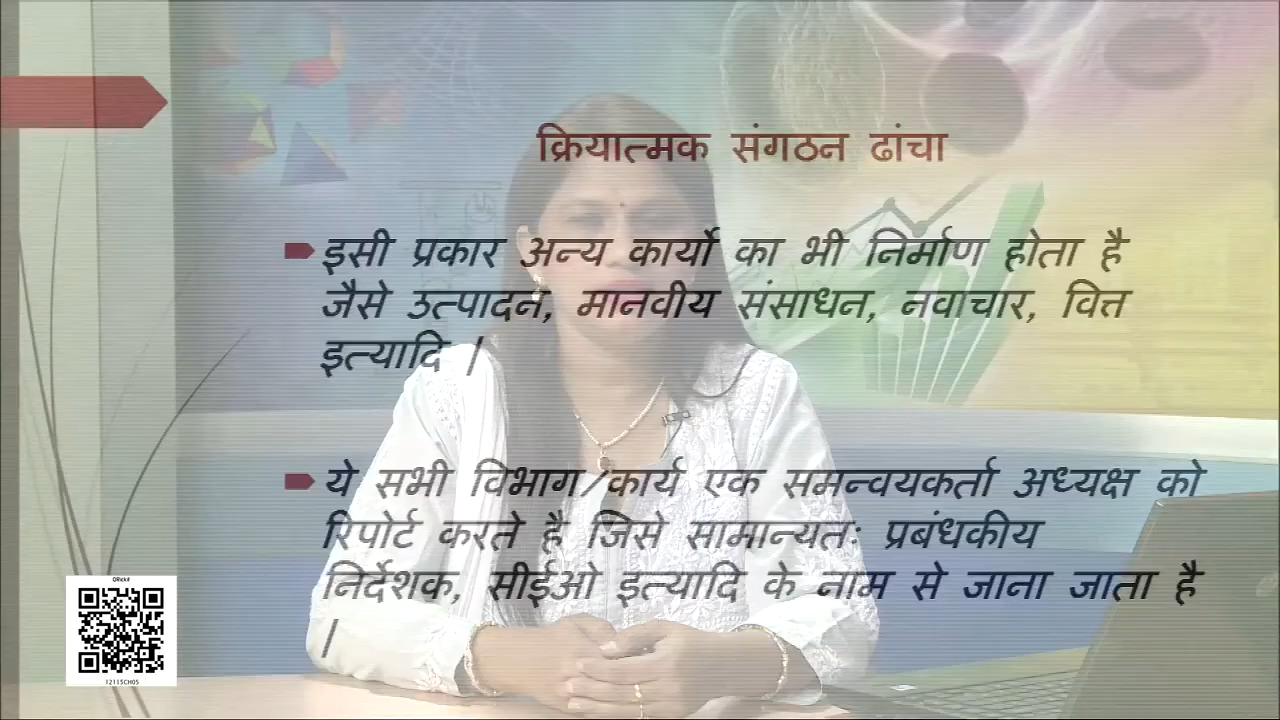 क्रियात्मक संगठन ढांचा
इसी प्रकार अन्य कार्यो का भी निर्माण होता है
जैसे उत्पादन, मानवीय संसाधन, नवाचार, वित्त
इत्यादि |
ये सभी विभाग/कार्य एक समन्वयकर्ता अध्यक्ष को
रिपोर्ट करते है जिसे सामान्यतः प्रबंधकीय
निर्देशक, सीईओ इत्यादि के नाम से जाना जाता है
|
QRickit
12115CH05